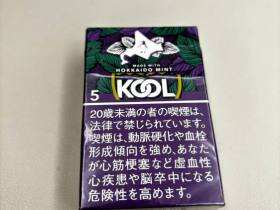 MADE WITH
HOKKAIDO MINT
5
KOOL
20歳未満の者の喫煙は、
法律で禁じられています。
喫煙は、動脈硬化や血栓
形成傾向を強め、あなた
が心筋梗塞など虚血性
心疾患や脳卒中になる
危険性を高めます。